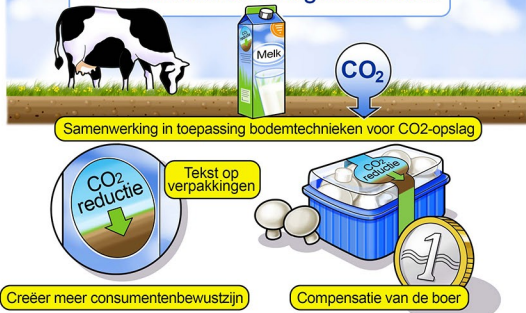 Melk
CO2
Samenwerking in toepassing bodemtechnieken voor CO2-opslag
CO2
reductie
Tekst op
verpakkingen
CO2
reductie
1
Creëer meer consumentenbewustzijn
Compensatie van de boer